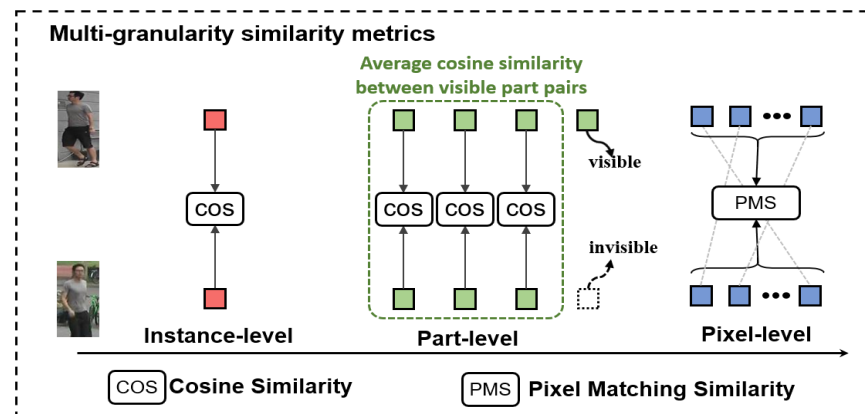 Multi-granularity similarity metrics
Average cosine similarity
between visible part pairs
visible
COS
COS COS COS
PMS
invisible
Instance-level
Part-level
Pixel-level
COS Cosine Similarity
PMS Pixel Matching Similarity